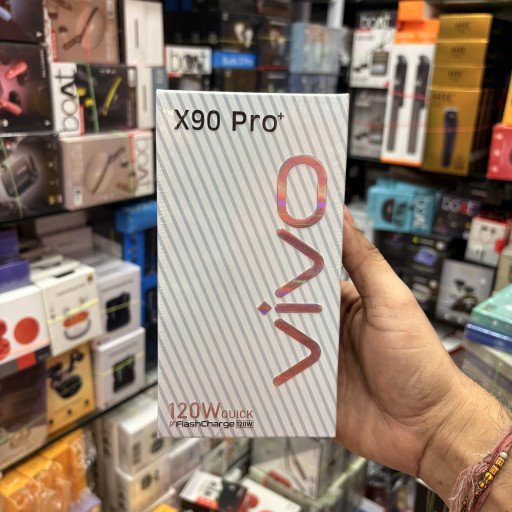 X90 Pro+
vivo
120W QUICK
FlashCharge 120W
boAt
boAt